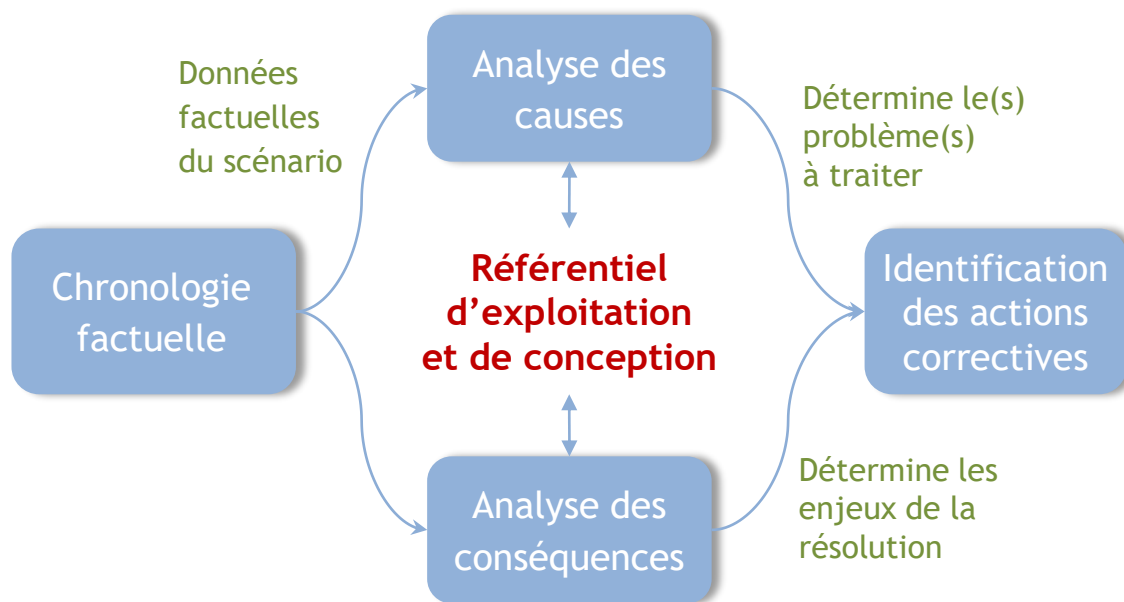 Données
factuelles
du scénario
Analyse des
causes
Détermine le(s)
problème(s)
à traiter
Chronologie
factuelle
Référentiel
d’exploitation
et de conception
Identification
des actions
correctives
Analyse des
conséquences
Détermine les
enjeux de la
résolution